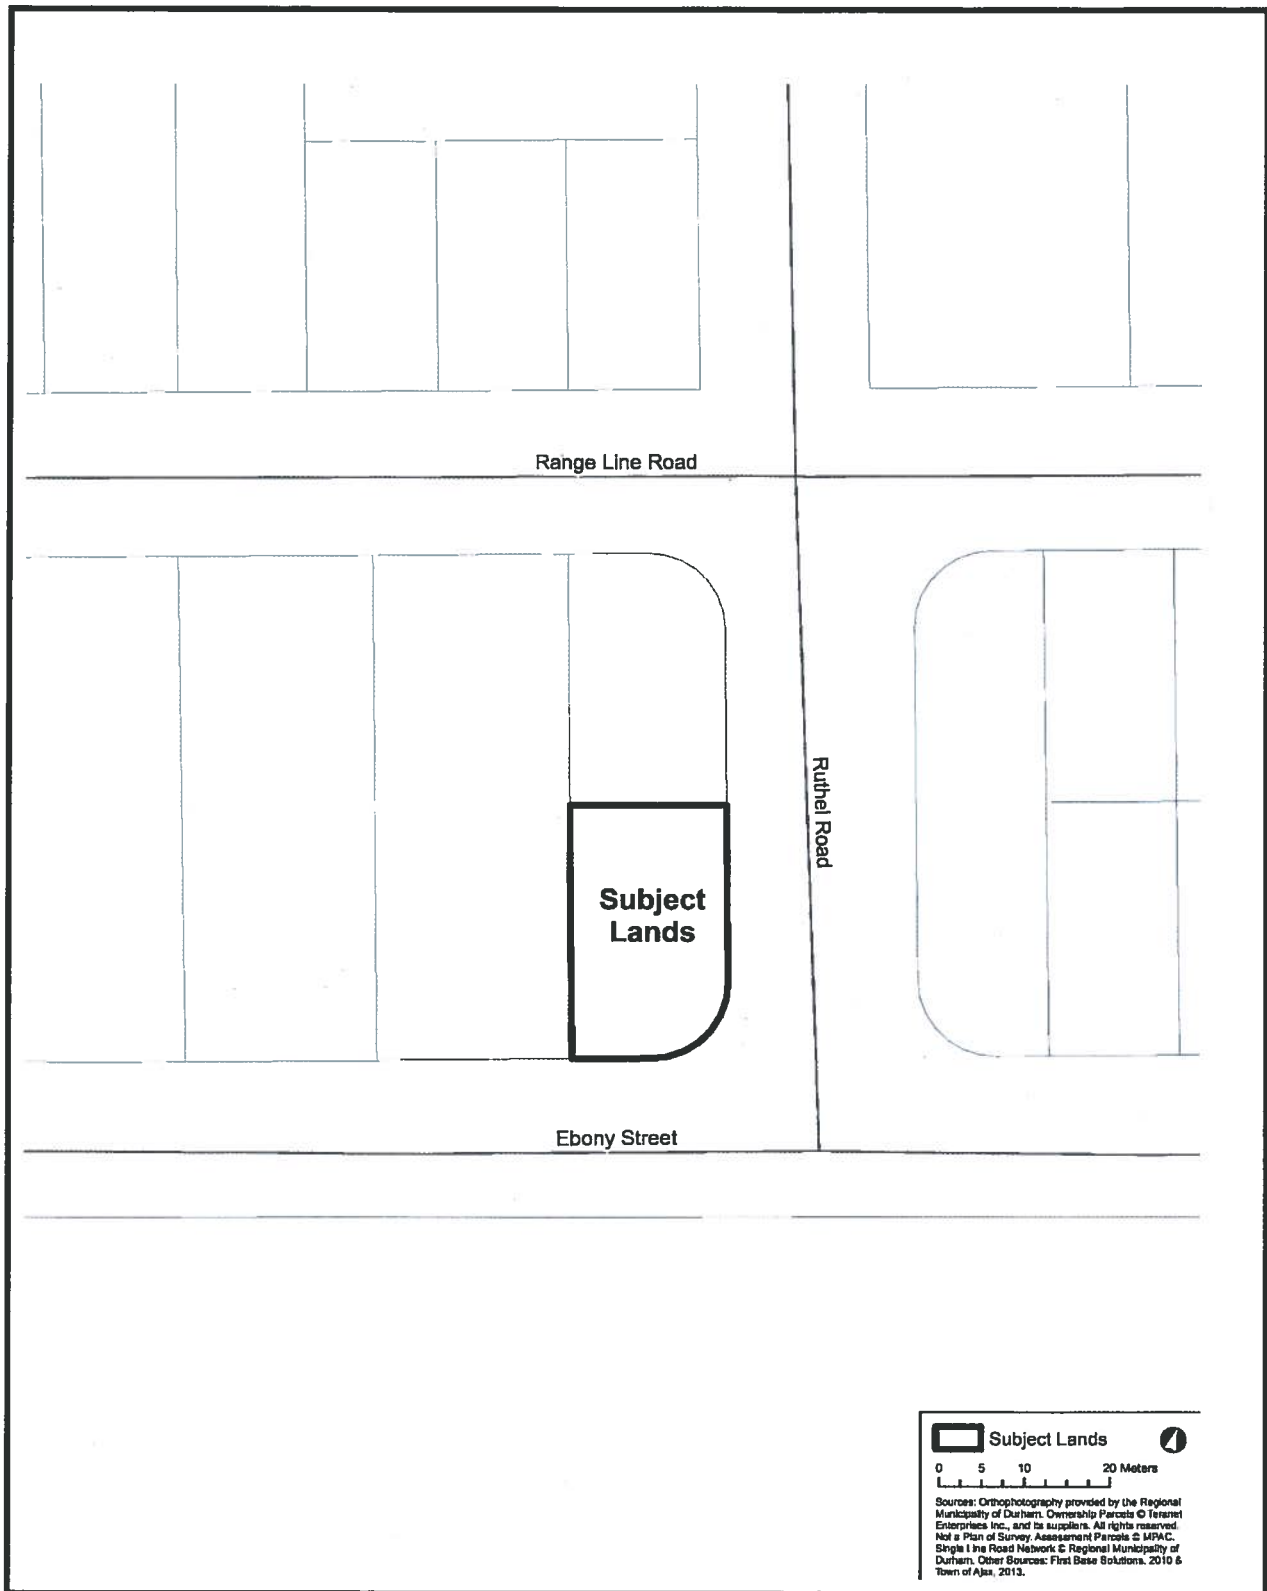 Range Line Road
Ruthel Road
Subject
Lands
Ebony Street
Subject Lands
0 5 10 20 Meters
Sources: Orthophotography provided by the Regional
Municipality of Durham. Ownership Parcels © Teranet
Enterprises Inc., and its suppliers. All rights reserved.
Not a Plan of Survey. Assessment Parcels © MPAC.
Single Line Road Network © Regional Municipality of
Durham. Other Sources: First Base Solutions, 2010 &
Town of Ajax, 2013.